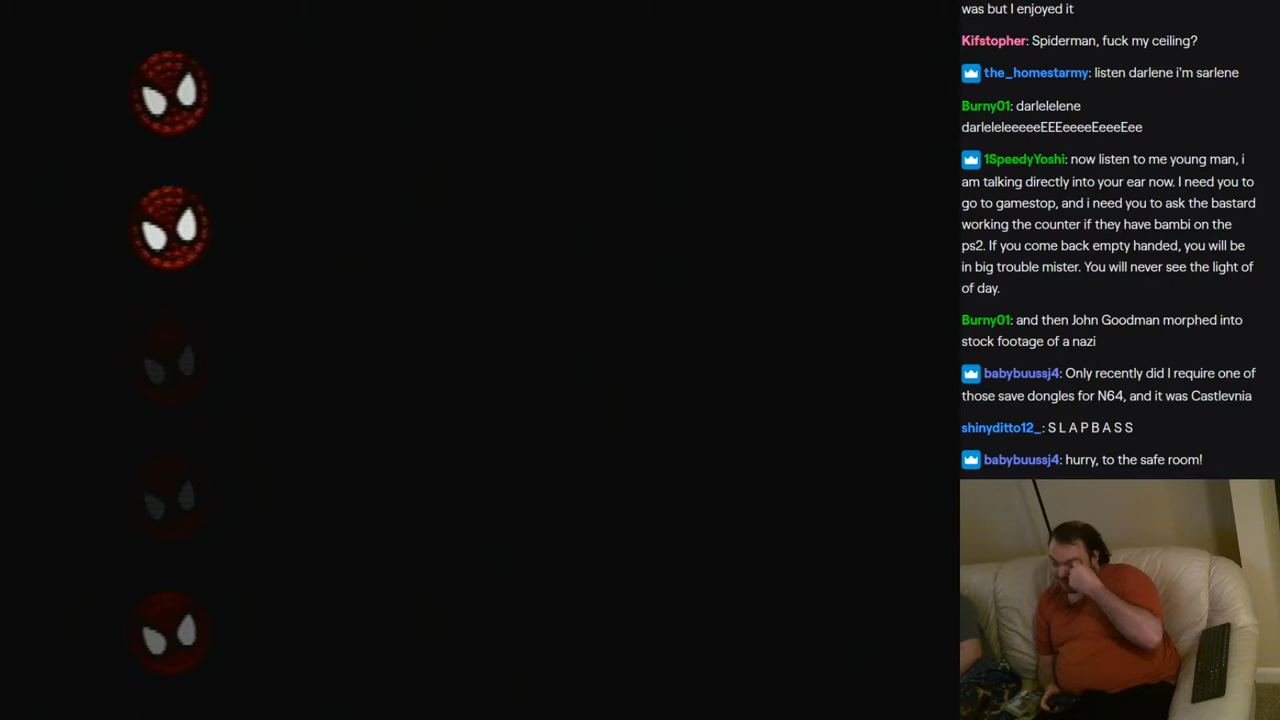 was but I enjoyed it
Kifstopher: Spiderman, fuck my ceiling?
the_homestarmy: listen darlene i'm sarlene
Burny01: darlelelene
darleleleeeeeEEEeeeeEeeeEee
1SpeedyYoshi: now listen to me young man, i
am talking directly into your ear now. I need you to
go to gamestop, and i need you to ask the bastard
working the counter if they have bambi on the
ps2. If you come back empty handed, you will be
in big trouble mister. You will never see the light of
of day.
Burny01: and then John Goodman morphed into
stock footage of a nazi
babybuussj4: Only recently did I require one of
those save dongles for N64, and it was Castlevnia
shinyditto12_: S L A P B A S S
babybuussj4: hurry, to the safe room!